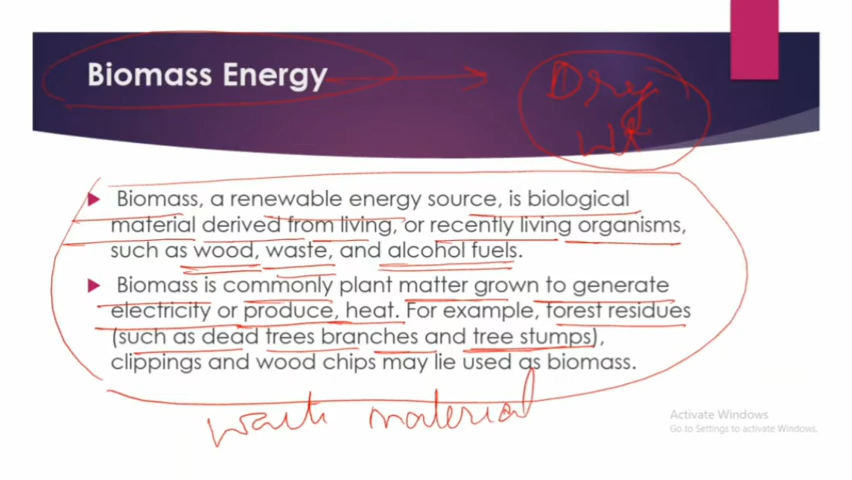 Biomass Energy
Dry
wt
Biomass, a renewable energy source, is biological
material derived from living, or recently living organisms,
such as wood, waste, and alcohol fuels.
Biomass is commonly plant matter grown to generate
electricity or produce, heat. For example, forest residues
(such as dead trees branches and tree stumps),
clippings and wood chips may lie used as biomass.
material
Activate Windows
Go to Settings to activate Windows.